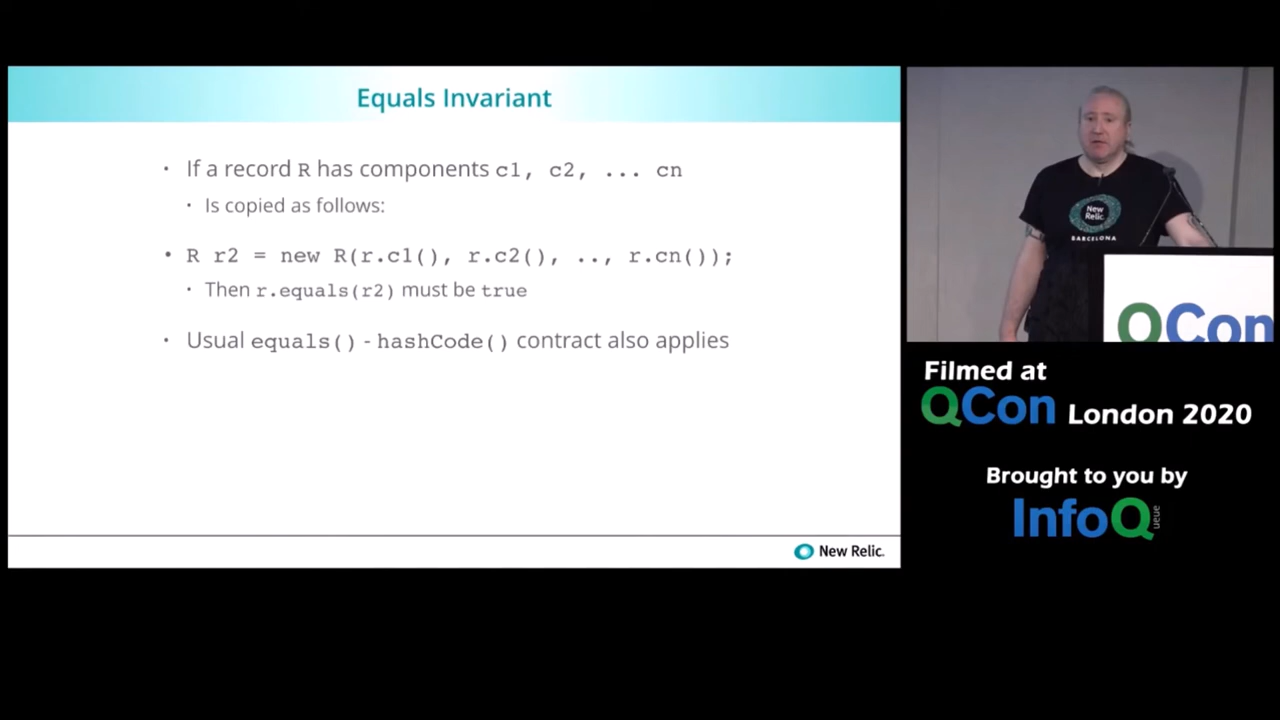 Equals Invariant
· If a record R has components c1, c2, ... cn
· Is copied as follows:
· R r2 = new R(r.c1(), r.c2(), .., r.cn());
· Then r.equals(r2) must be true
· Usual equals() - hashCode() contract also applies
New Relic.
New
Relic.
BARCELONA
QCon
Filmed at
QCon London 2020
Brought to you by
InfoQueue